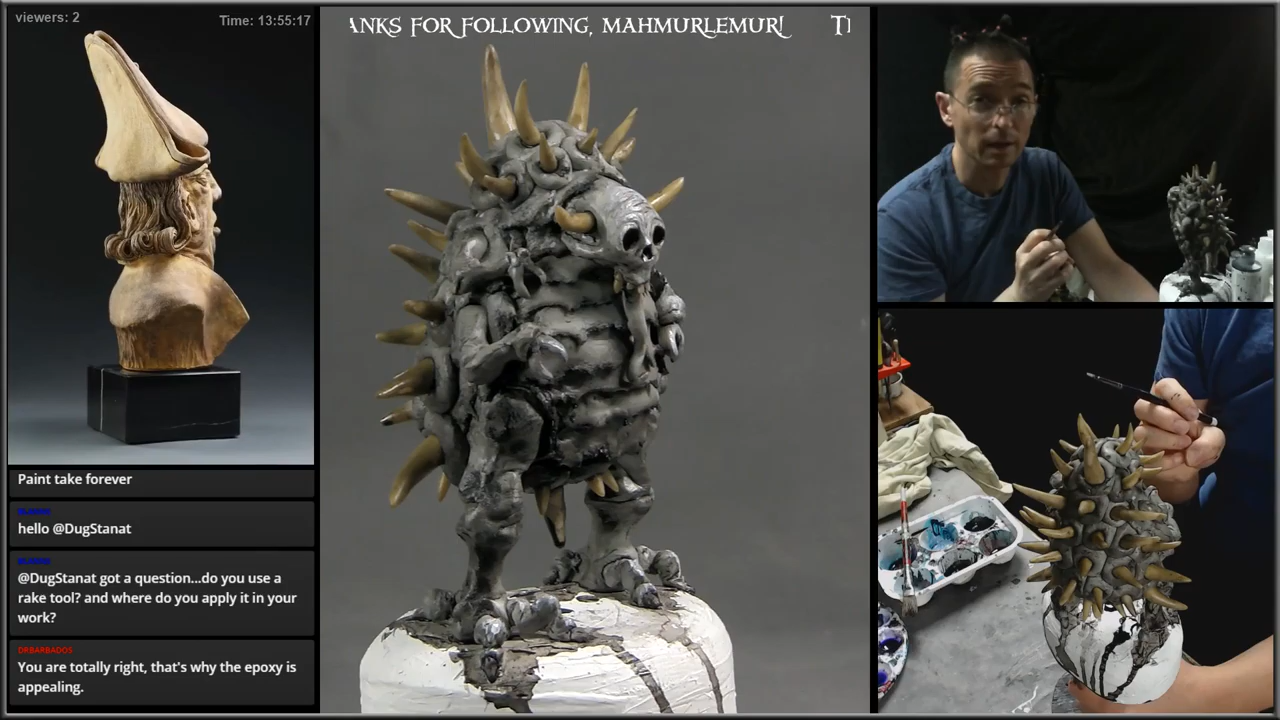 viewers: 2
Time: 13:55:17
ANKS FOR FOLLOWING, MAHMURLEMUR!
Paint take forever
hello @DugStanat
@DugStanat got a question...do you use a
rake tool? and where do you apply it in your
work?
DRBARBADOS
You are totally right, that's why the epoxy is
appealing.